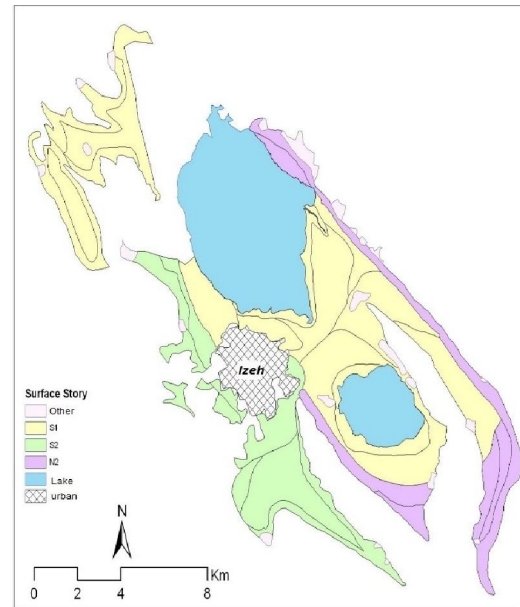 Izeh
Surface Story
Other
S1
S2
N2
Lake
urban
N
Km
0 2 4 8